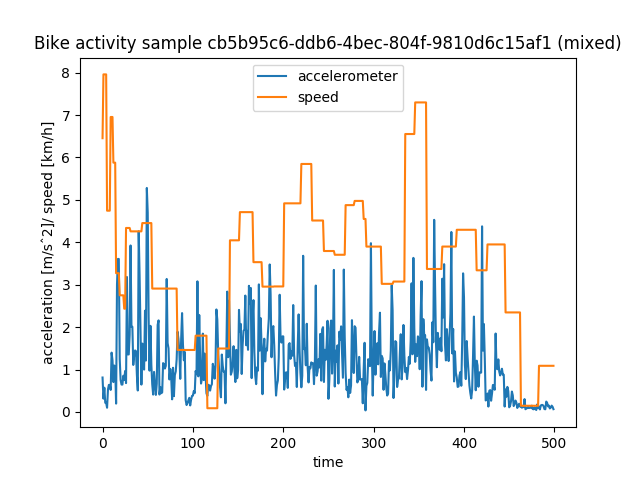 Bike activity sample cb5b95c6-ddb6-4bec-804f-9810d6c15af1 (mixed)
accelerometer
speed
acceleration [m/s^2]/ speed [km/h]
8
7
6
5
4
3
2
1
0
0 100 200 300 400 500
time